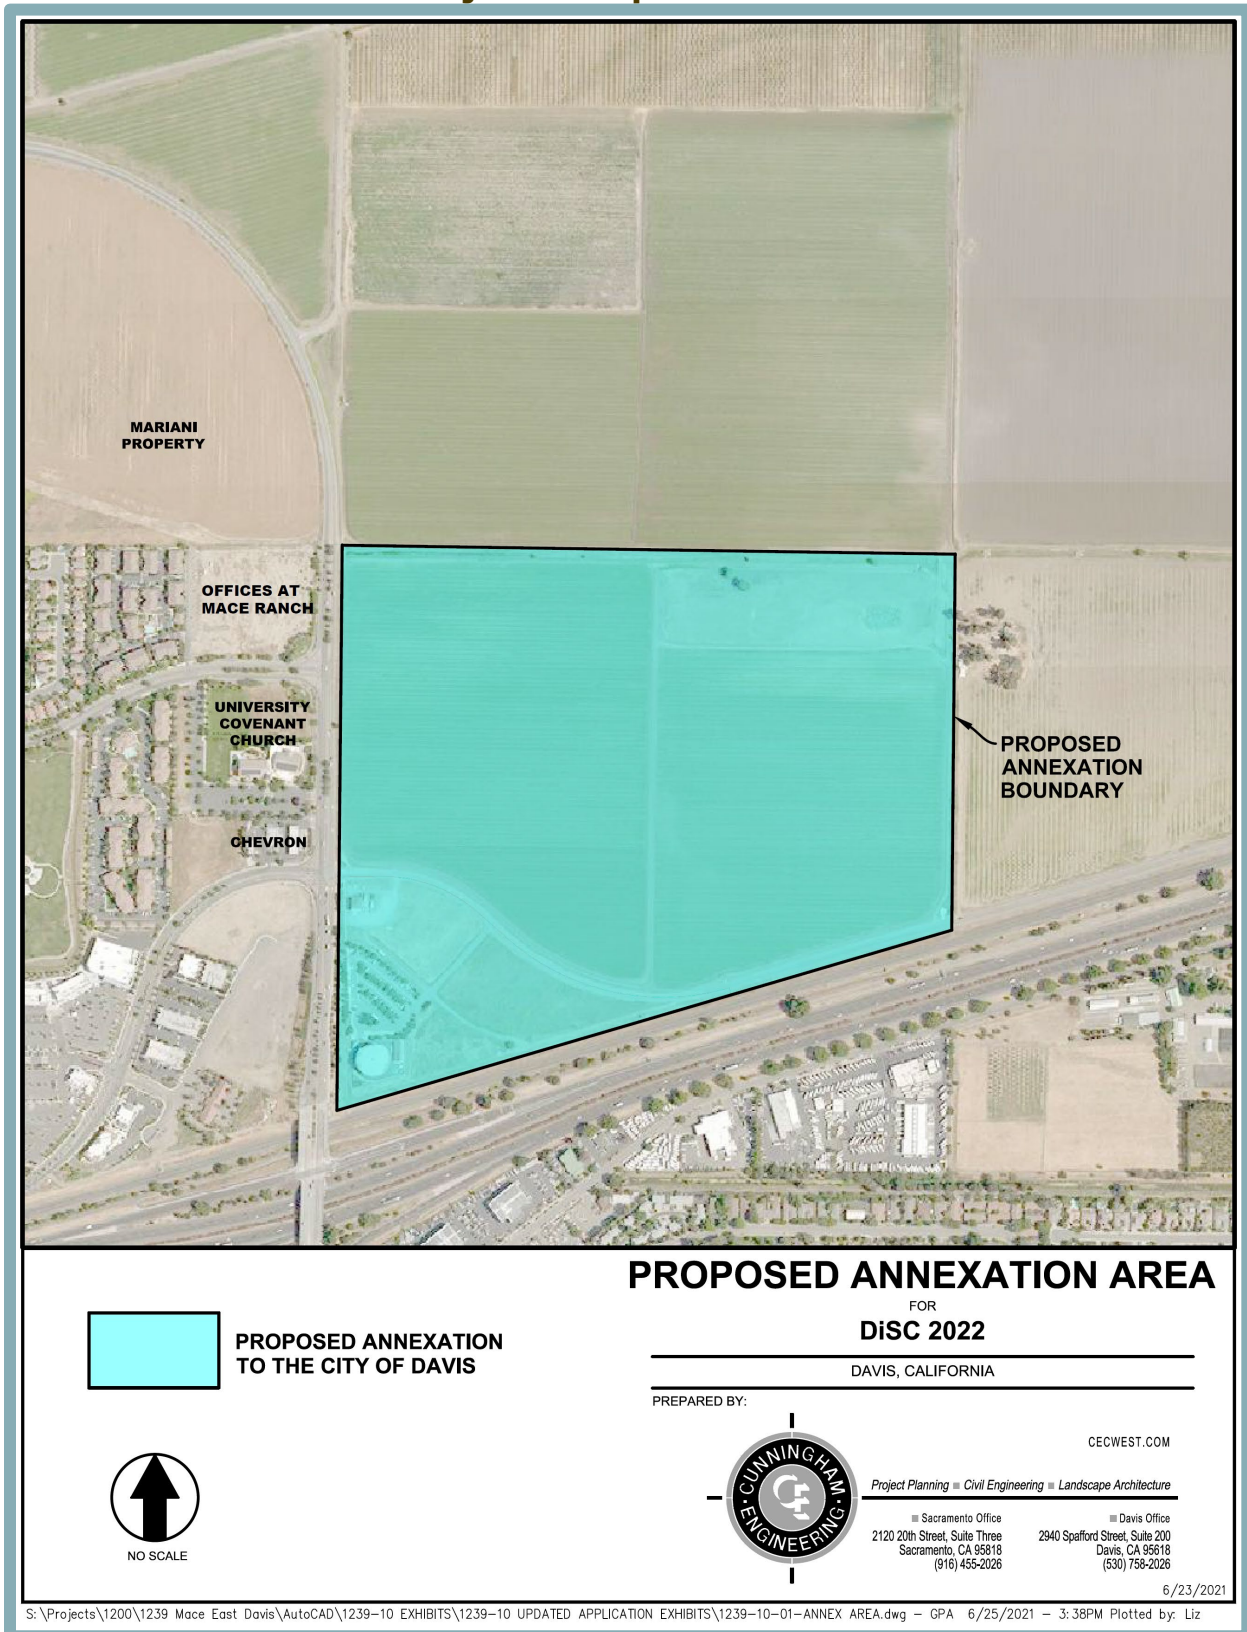 MARIANI
PROPERTY
OFFICES AT
MACE RANCH
UNIVERSITY
COVENANT
CHURCH
CHEVRON
PROPOSED
ANNEXATION
BOUNDARY
PROPOSED ANNEXATION AREA
FOR
DiSC 2022
DAVIS, CALIFORNIA
PROPOSED ANNEXATION
TO THE CITY OF DAVIS
NO SCALE
PREPARED BY:
CUNNINGHAM
ENGINEERING
CECWEST.COM
Project Planning ■ Civil Engineering ■ Landscape Architecture
■ Sacramento Office
2120 20th Street, Suite Three
Sacramento, CA 95818
(916) 455-2026
■ Davis Office
2940 Spafford Street, Suite 200
Davis, CA 95618
(530) 758-2026
6/23/2021
S:\Projects\1200\1239 Mace East Davis\AutoCAD\1239-10 EXHIBITS\1239-10 UPDATED APPLICATION EXHIBITS\1239-10-01-ANNEX AREA.dwg - GPA 6/25/2021 - 3:38PM Plotted by: Liz